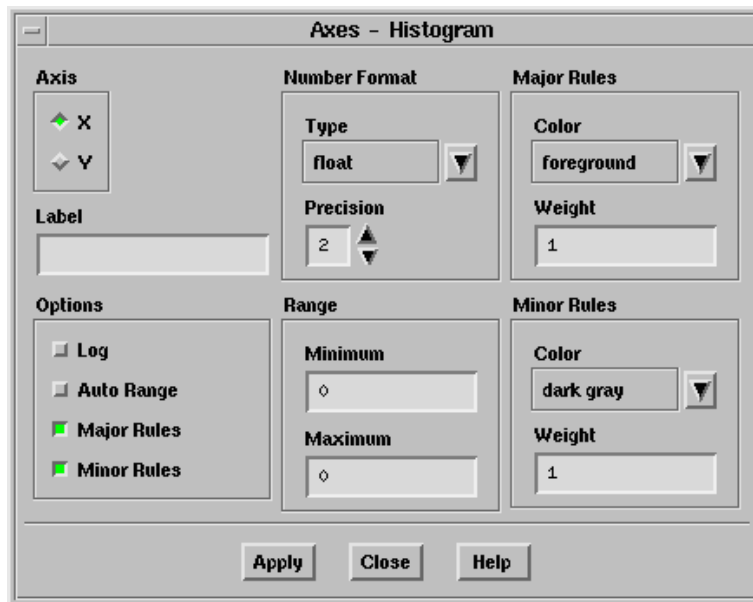 Axes - Histogram
Axis
X
Y
Label
Number Format
Type
float
Precision
2
Major Rules
Color
foreground
Weight
1
Options
Log
Auto Range
Major Rules
Minor Rules
Range
Minimum
0
Maximum
0
Minor Rules
Color
dark gray
Weight
1
Apply
Close
Help